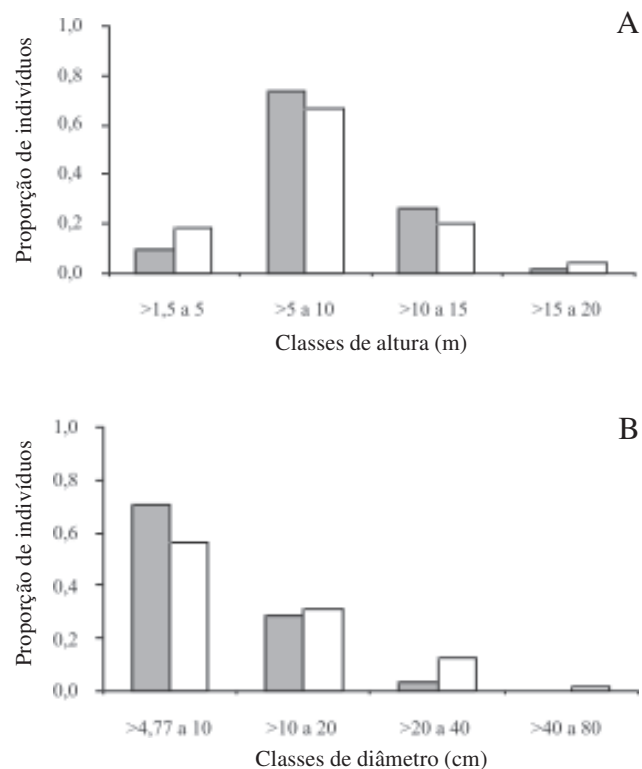 A
Proporção de indivíduos
1,0
0,8
0,6
0,4
0,2
0,0
>1,5 a 5 >5 a 10 >10 a 15 >15 a 20
Classes de altura (m)
B
Proporção de indivíduos
1,0
0,8
0,6
0,4
0,2
0,0
>4,77 a 10 >10 a 20 >20 a 40 >40 a 80
Classes de diâmetro (cm)